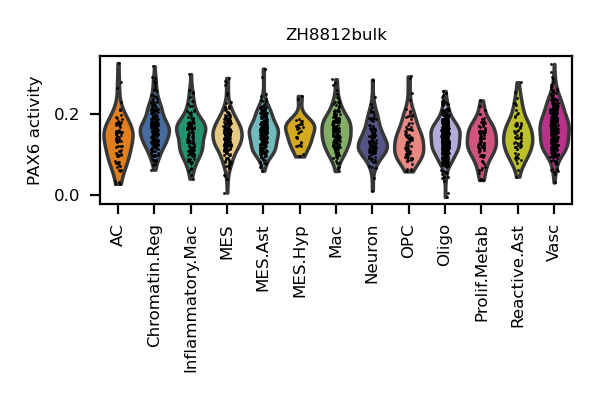 ZH8812bulk
PAX6 activity
0.2
0.0
AC
Chromatin.Reg
Inflammatory.Mac
MES
MES.Ast
MES.Hyp
Mac
Neuron
OPC
Oligo
Prolif.Metab
Reactive.Ast
Vasc